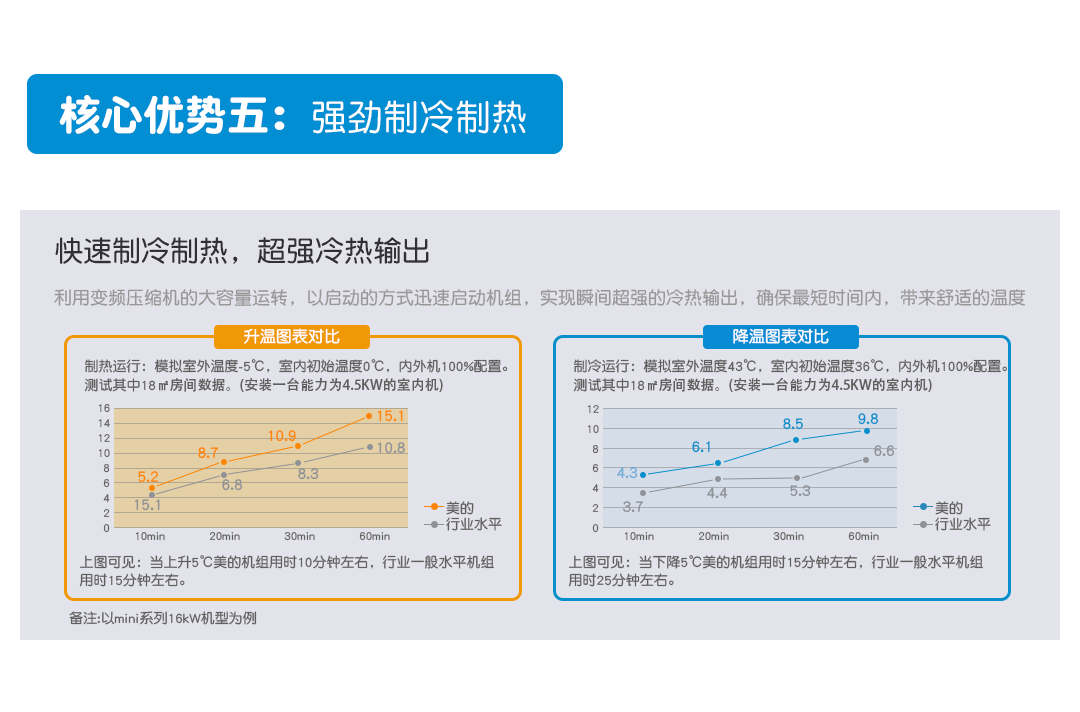 核心优势五：强劲制冷制热
快速制冷制热，超强冷热输出
利用变频压缩机的大容量运转，以启动的方式迅速启动机组，实现瞬间超强的冷热输出，确保最短时间内，带来舒适的温度
升温图表对比
制热运行：模拟室外温度-5℃，室内初始温度0℃，内外机100%配置。
测试其中18㎡房间数据。(安装一台能力为4.5KW的室内机)
16
14
12
10
8
6
4
2
0
5.2
8.7
10.9
15.1
15.1
6.8
8.3
10.8
10min
20min
30min
60min
美的
行业水平
上图可见：当上升5℃美的机组用时10分钟左右，行业一般水平机组
用时15分钟左右。
降温图表对比
制冷运行：模拟室外温度43℃，室内初始温度36℃，内外机100%配置。
测试其中18㎡房间数据。(安装一台能力为4.5KW的室内机)
12
10
8
6
4
2
0
4.3
6.1
8.5
9.8
3.7
4.4
5.3
6.6
10min
20min
30min
60min
美的
行业水平
上图可见：当下降5℃美的机组用时15分钟左右，行业一般水平机组
用时25分钟左右。
备注:以mini系列16kW机型为例